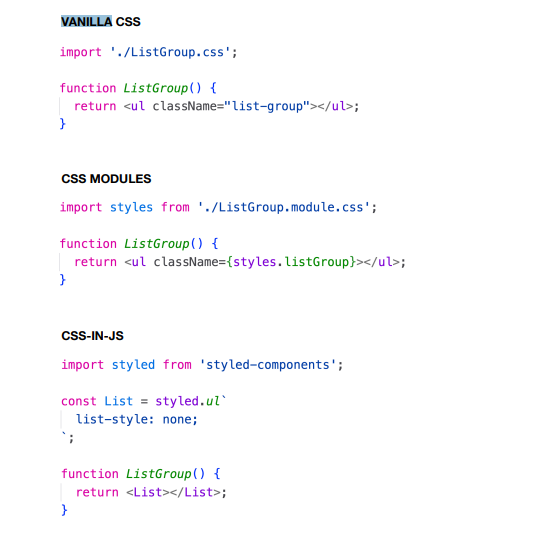 VANILLA CSS
import './ListGroup.css';
function ListGroup() {
return <ul className="list-group"></ul>;
}
CSS MODULES
import styles from './ListGroup.module.css';
function ListGroup() {
return <ul className={styles.listGroup}></ul>;
}
CSS-IN-JS
import styled from 'styled-components';
const List = styled.ul`
list-style: none;
`;
function ListGroup() {
return <List></List>;
}